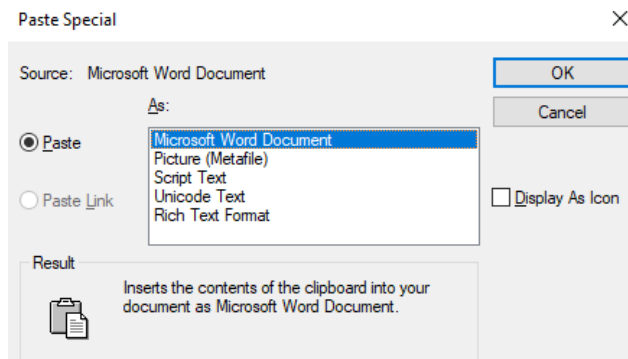 Paste Special
Source: Microsoft Word Document
OK
As:
Cancel
Paste
Microsoft Word Document
Picture (Metafile)
Script Text
Unicode Text
Rich Text Format
Paste Link
Display As Icon
Result
Inserts the contents of the clipboard into your
document as Microsoft Word Document.